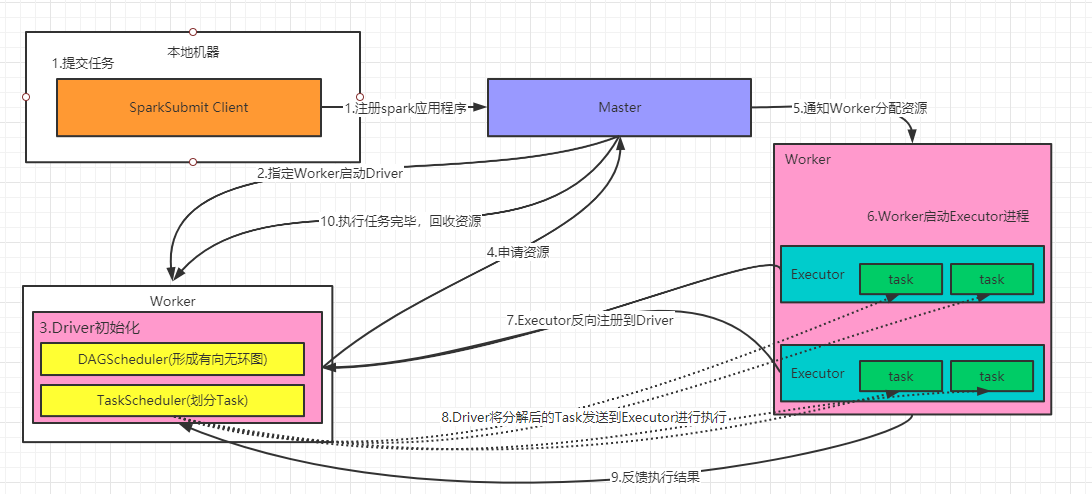 本地机器
1.提交任务
SparkSubmit Client
1.注册spark应用程序
Master
5.通知Worker分配资源
Worker
2.指定Worker启动Driver
6.Worker启动Executor进程
10.执行任务完毕，回收资源
4.申请资源
Executor
task
task
Worker
3.Driver初始化
7.Executor反向注册到Driver
DAGScheduler(形成有向无环图)
Executor
task
task
TaskScheduler(划分Task)
8.Driver将分解后的Task发送到Executor进行执行
9.反馈执行结果